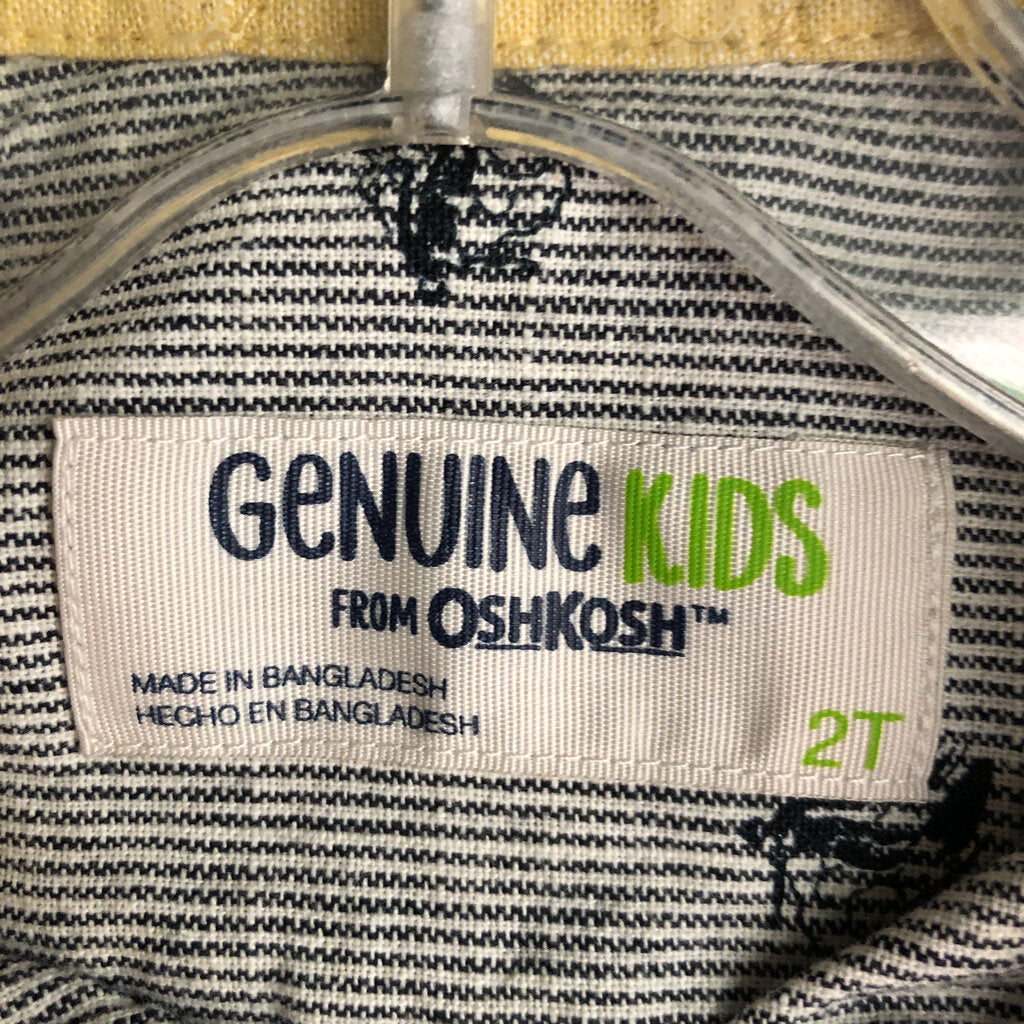 GeNUINe KIDS
FROM OSHKOSH™
MADE IN BANGLADESH
HECHO EN BANGLADESH
2T